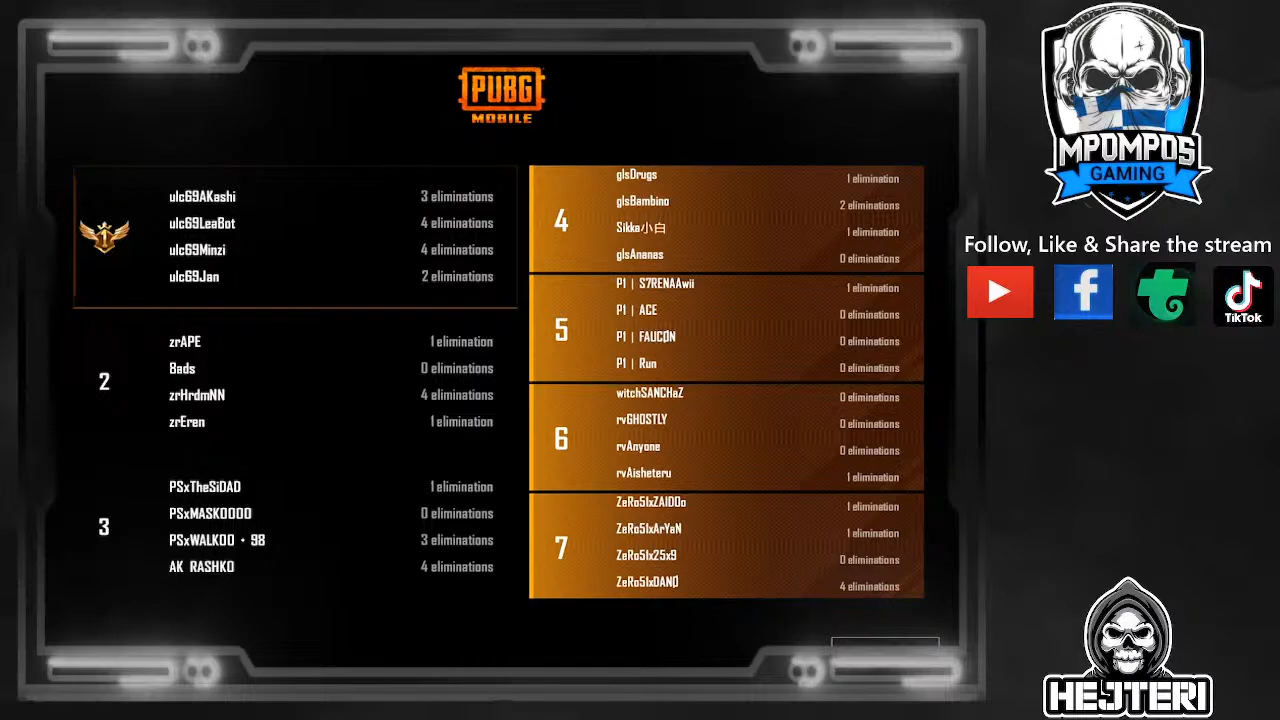 PUBG
MOBILE
1
ulc69AKashi 3 eliminations
ulc69LeaBot 4 eliminations
ulc69Minzi 4 eliminations
ulc69Jan 2 eliminations
2
zrAPE 1 elimination
8ads 0 eliminations
zrHrdmNN 4 eliminations
zrEren 1 elimination
3
PSxTheSiDAD 1 elimination
PSxMASKOOOO 0 eliminations
PSxWALKOO • 98 3 eliminations
AK RASHKO 4 eliminations
4
glsDrugs 1 elimination
glsBambino 2 eliminations
Sikka小白 1 elimination
glsAnanas 0 eliminations
5
P1 | S7RENAAwii 1 elimination
P1 | ACE 0 eliminations
P1 | FAUCØN 0 eliminations
P1 | Run 0 eliminations
6
witchSANCHeZ 0 eliminations
rvGHOSTLY 0 eliminations
rvAnyone 0 eliminations
rvAisheteru 1 elimination
7
ZeRo51xZAIDOo 1 elimination
ZeRo51xArYaN 1 elimination
ZeRo51x25x9 0 eliminations
ZeRo51xDANØ 4 eliminations
MPOMPOS
GAMING
Follow, Like & Share the stream
TikTok
HEJTERI